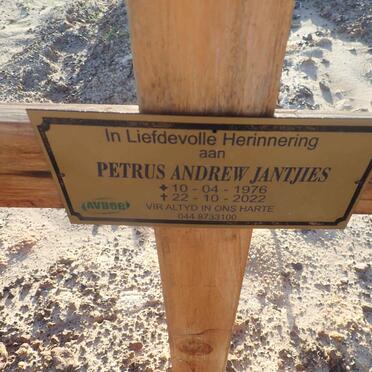 In Liefdevolle Herinnering
aan
PETRUS ANDREW JANTJIES
✦ 10 - 04 - 1976
✝ 22 - 10 - 2022
VIR ALTYD IN ONS HARTE
AVBOB
044 8733100